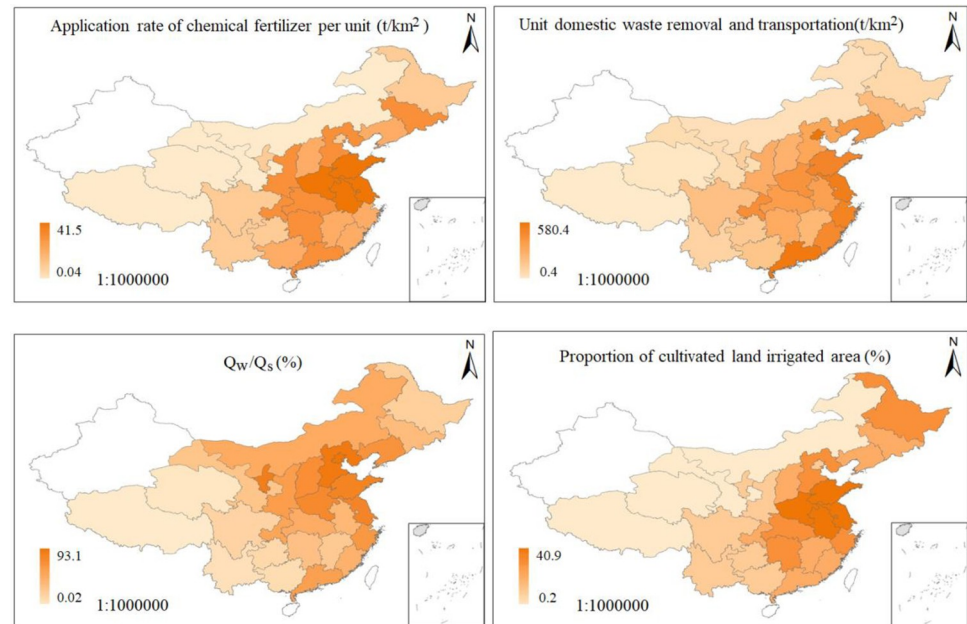 Application rate of chemical fertilizer per unit (t/km²)
N
41.5
0.04
1:1000000
Unit domestic waste removal and transportation(t/km²)
N
580.4
0.4
1:1000000
Qw/Qs (%)
N
93.1
0.02
1:1000000
Proportion of cultivated land irrigated area (%)
N
40.9
0.2
1:1000000